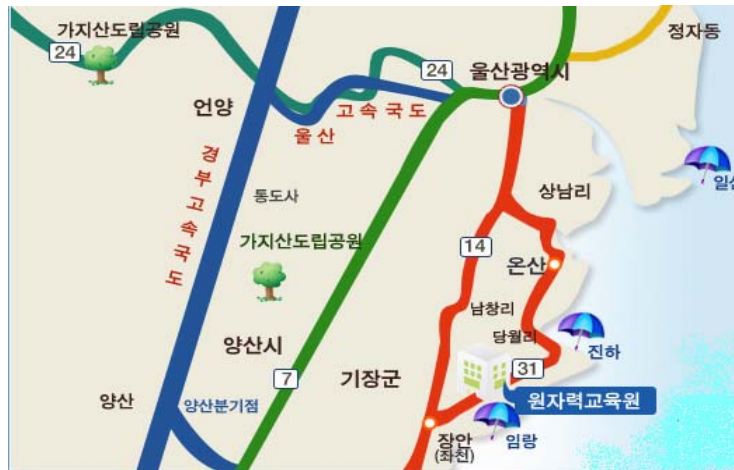 가지산도립공원
정자동
24
24
울산광역시
언양
고속국도
울산
경부고속국도
일산
상남리
통도사
가지산도립공원
14
온산
남창리
당월리
진하
양산시
7
기장군
31
양산
양산분기점
원자력교육원
임랑
장안
(좌천)